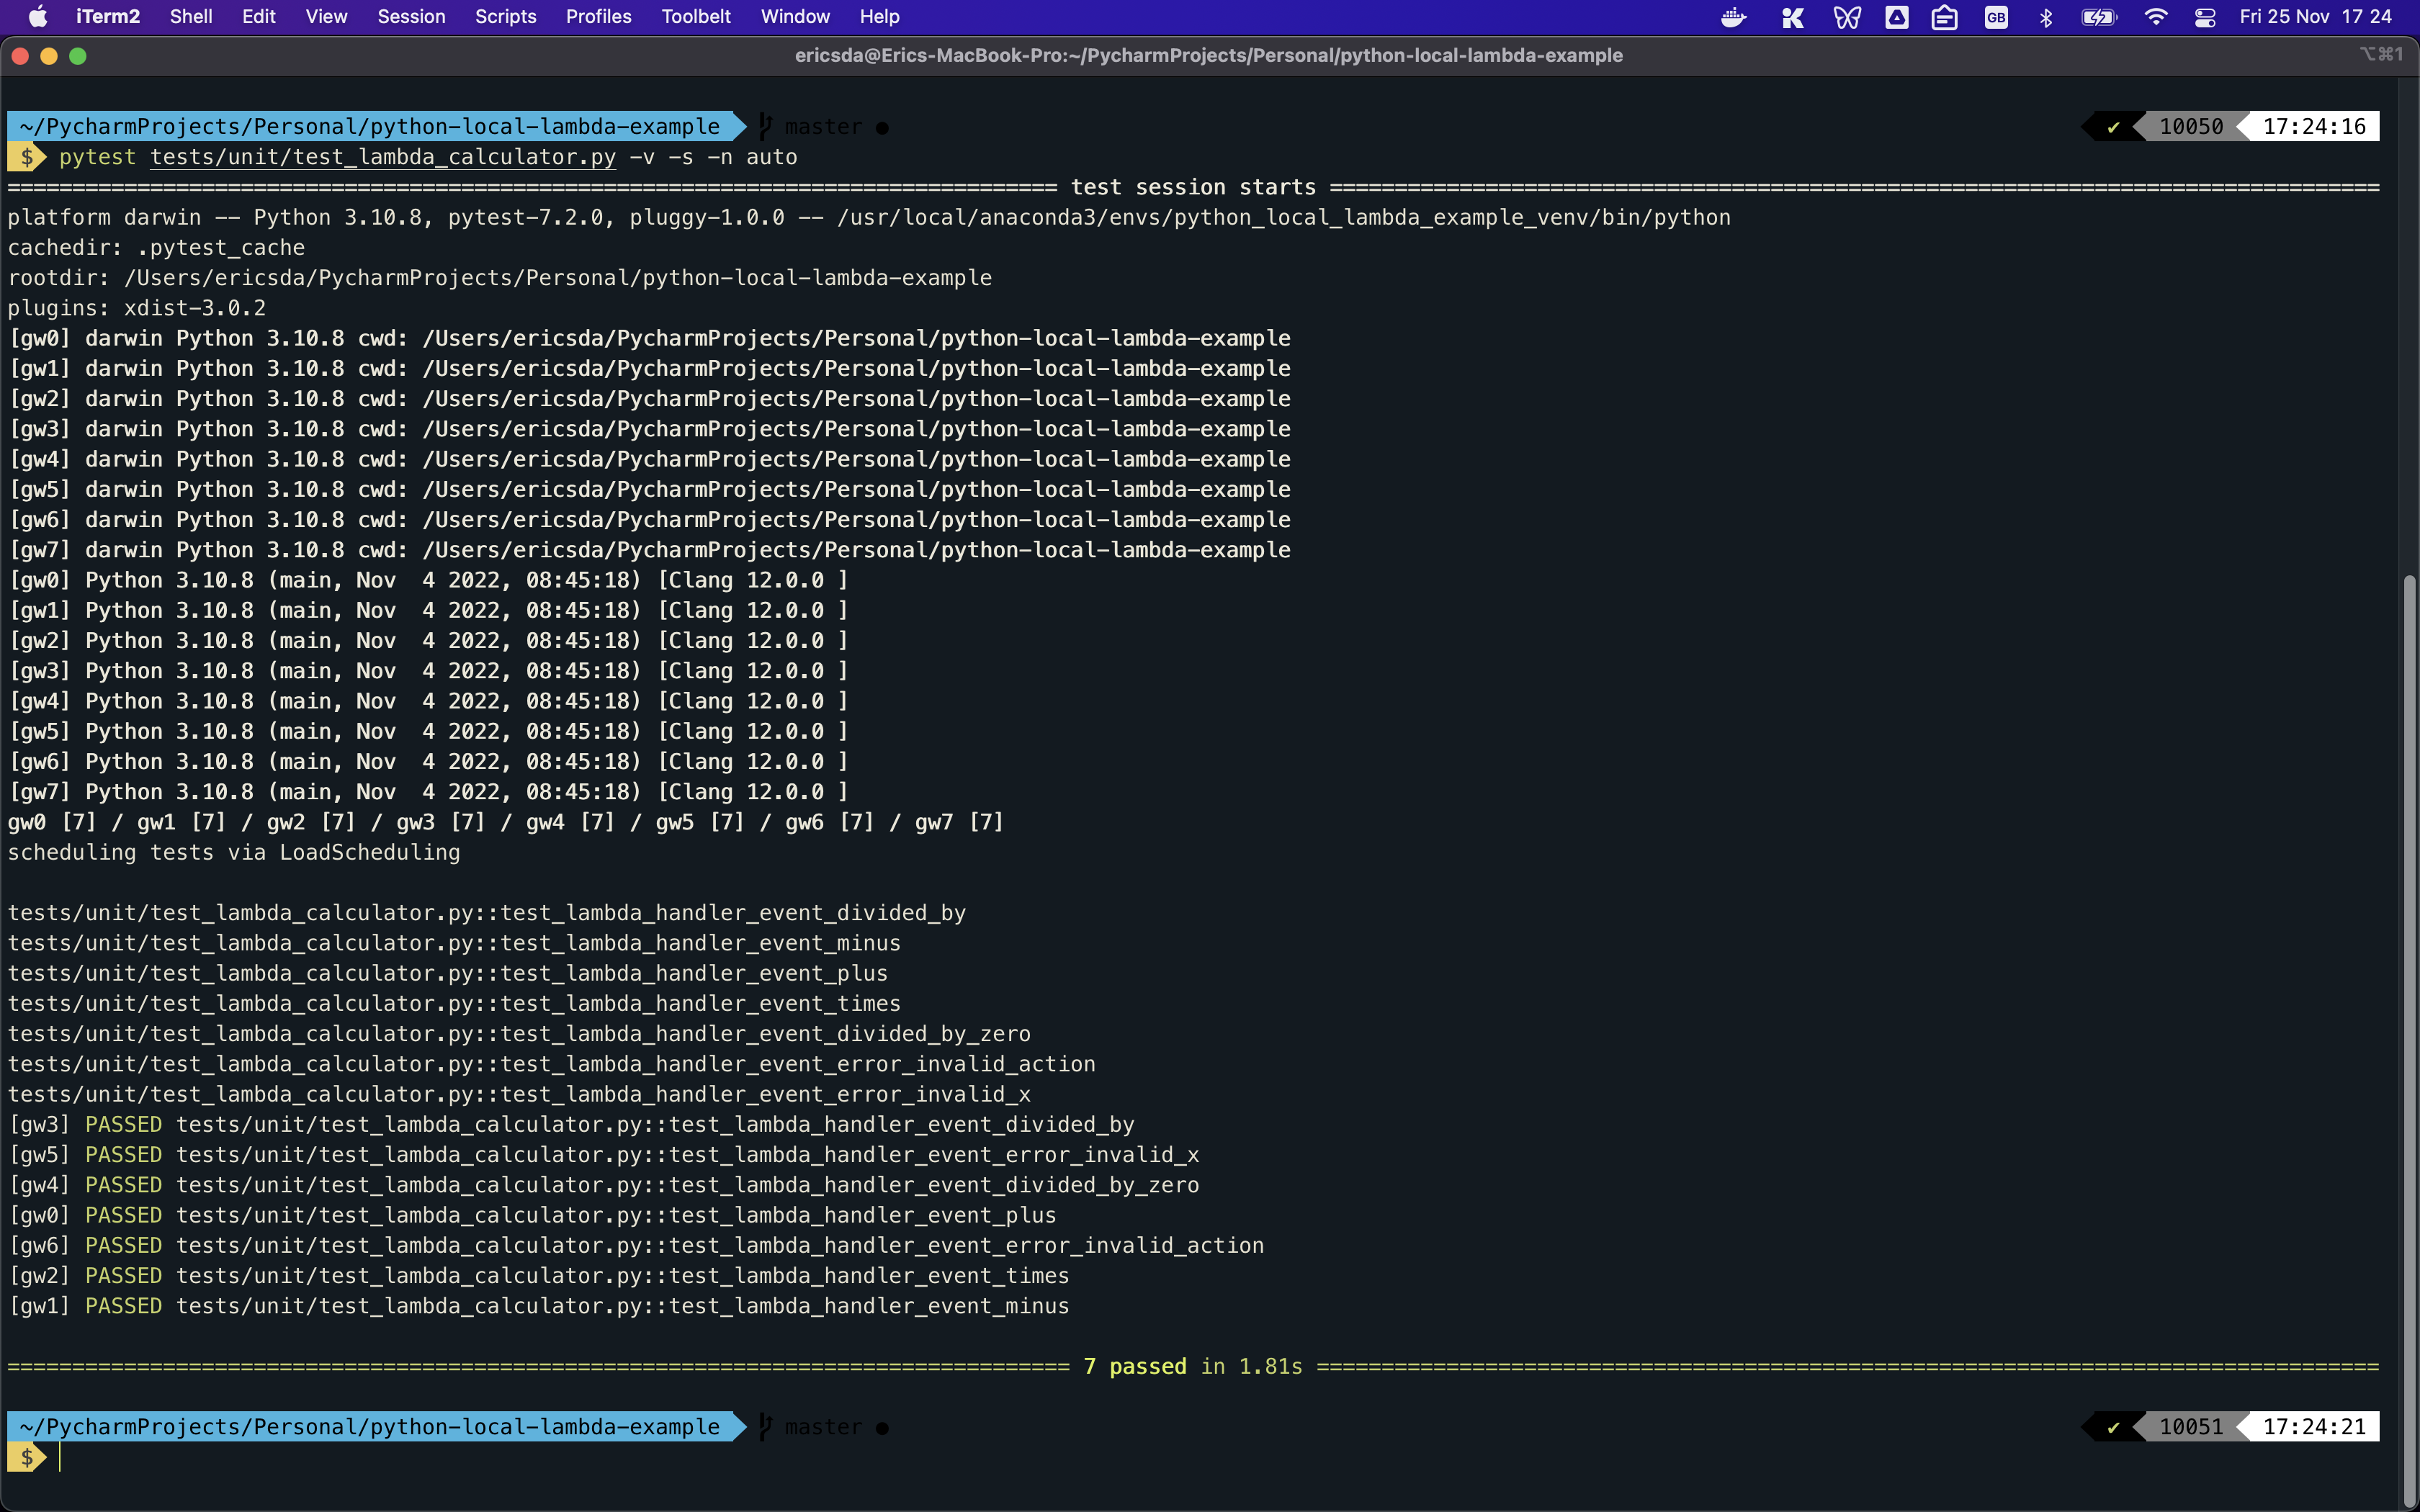 iTerm2 Shell Edit View Session Scripts Profiles Toolbelt Window Help GB Fri 25 Nov 17 24
ericsda@Erics-MacBook-Pro:~/PycharmProjects/Personal/python-local-lambda-example ⌥⌘1
~/PycharmProjects/Personal/python-local-lambda-example master ● ✔ 10050 17:24:16
$ pytest tests/unit/test_lambda_calculator.py -v -s -n auto
================================================================================= test session starts =================================================================================
platform darwin -- Python 3.10.8, pytest-7.2.0, pluggy-1.0.0 -- /usr/local/anaconda3/envs/python_local_lambda_example_venv/bin/python
cachedir: .pytest_cache
rootdir: /Users/ericsda/PycharmProjects/Personal/python-local-lambda-example
plugins: xdist-3.0.2
[gw0] darwin Python 3.10.8 cwd: /Users/ericsda/PycharmProjects/Personal/python-local-lambda-example
[gw1] darwin Python 3.10.8 cwd: /Users/ericsda/PycharmProjects/Personal/python-local-lambda-example
[gw2] darwin Python 3.10.8 cwd: /Users/ericsda/PycharmProjects/Personal/python-local-lambda-example
[gw3] darwin Python 3.10.8 cwd: /Users/ericsda/PycharmProjects/Personal/python-local-lambda-example
[gw4] darwin Python 3.10.8 cwd: /Users/ericsda/PycharmProjects/Personal/python-local-lambda-example
[gw5] darwin Python 3.10.8 cwd: /Users/ericsda/PycharmProjects/Personal/python-local-lambda-example
[gw6] darwin Python 3.10.8 cwd: /Users/ericsda/PycharmProjects/Personal/python-local-lambda-example
[gw7] darwin Python 3.10.8 cwd: /Users/ericsda/PycharmProjects/Personal/python-local-lambda-example
[gw0] Python 3.10.8 (main, Nov  4 2022, 08:45:18) [Clang 12.0.0 ]
[gw1] Python 3.10.8 (main, Nov  4 2022, 08:45:18) [Clang 12.0.0 ]
[gw2] Python 3.10.8 (main, Nov  4 2022, 08:45:18) [Clang 12.0.0 ]
[gw3] Python 3.10.8 (main, Nov  4 2022, 08:45:18) [Clang 12.0.0 ]
[gw4] Python 3.10.8 (main, Nov  4 2022, 08:45:18) [Clang 12.0.0 ]
[gw5] Python 3.10.8 (main, Nov  4 2022, 08:45:18) [Clang 12.0.0 ]
[gw6] Python 3.10.8 (main, Nov  4 2022, 08:45:18) [Clang 12.0.0 ]
[gw7] Python 3.10.8 (main, Nov  4 2022, 08:45:18) [Clang 12.0.0 ]
gw0 [7] / gw1 [7] / gw2 [7] / gw3 [7] / gw4 [7] / gw5 [7] / gw6 [7] / gw7 [7]
scheduling tests via LoadScheduling
tests/unit/test_lambda_calculator.py::test_lambda_handler_event_divided_by
tests/unit/test_lambda_calculator.py::test_lambda_handler_event_minus
tests/unit/test_lambda_calculator.py::test_lambda_handler_event_plus
tests/unit/test_lambda_calculator.py::test_lambda_handler_event_times
tests/unit/test_lambda_calculator.py::test_lambda_handler_event_divided_by_zero
tests/unit/test_lambda_calculator.py::test_lambda_handler_event_error_invalid_action
tests/unit/test_lambda_calculator.py::test_lambda_handler_event_error_invalid_x
[gw3] PASSED tests/unit/test_lambda_calculator.py::test_lambda_handler_event_divided_by
[gw5] PASSED tests/unit/test_lambda_calculator.py::test_lambda_handler_event_error_invalid_x
[gw4] PASSED tests/unit/test_lambda_calculator.py::test_lambda_handler_event_divided_by_zero
[gw0] PASSED tests/unit/test_lambda_calculator.py::test_lambda_handler_event_plus
[gw6] PASSED tests/unit/test_lambda_calculator.py::test_lambda_handler_event_error_invalid_action
[gw2] PASSED tests/unit/test_lambda_calculator.py::test_lambda_handler_event_times
[gw1] PASSED tests/unit/test_lambda_calculator.py::test_lambda_handler_event_minus
================================================================================== 7 passed in 1.81s ==================================================================================
~/PycharmProjects/Personal/python-local-lambda-example master ● ✔ 10051 17:24:21
$